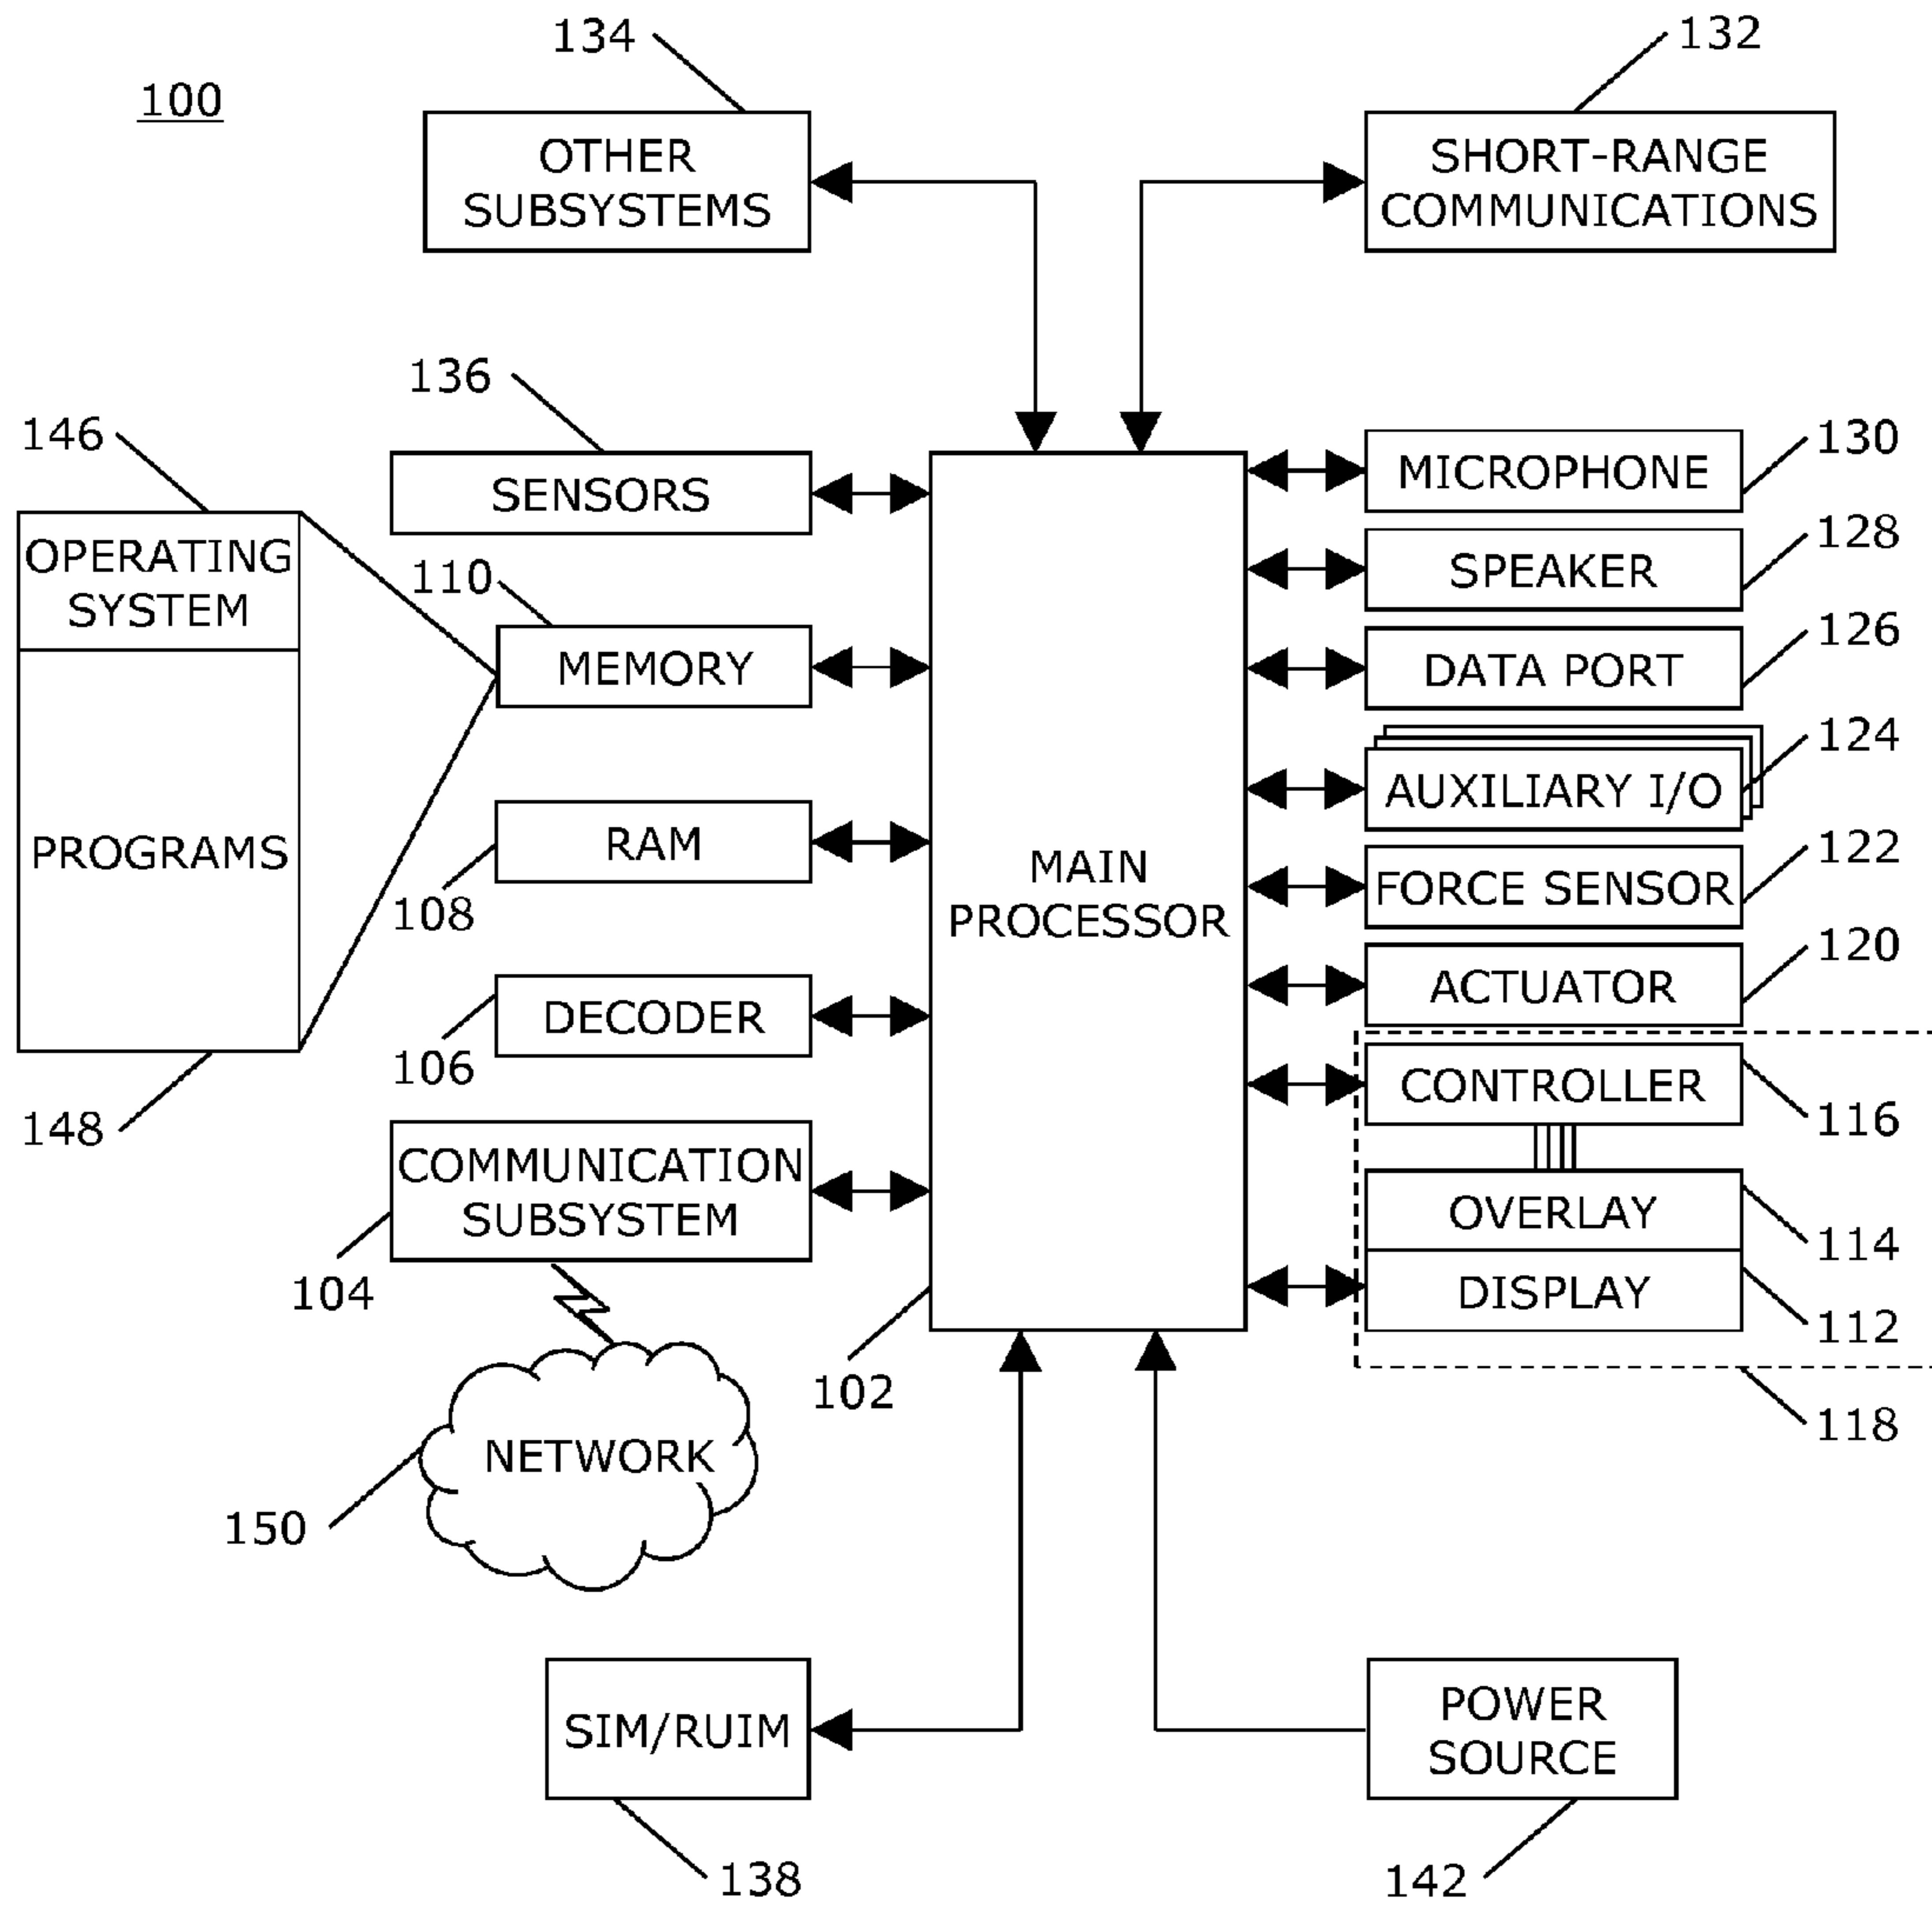 134
132
100
OTHER
SUBSYSTEMS
SHORT-RANGE
COMMUNICATIONS
136
146
130
SENSORS
MICROPHONE
OPERATING
SYSTEM
110
128
SPEAKER
MEMORY
126
DATA PORT
124
AUXILIARY I/O
PROGRAMS
RAM
MAIN
PROCESSOR
122
FORCE SENSOR
108
120
ACTUATOR
DECODER
106
CONTROLLER
116
148
COMMUNICATION
SUBSYSTEM
OVERLAY
114
104
DISPLAY
112
102
118
NETWORK
150
SIM/RUIM
POWER
SOURCE
138
142